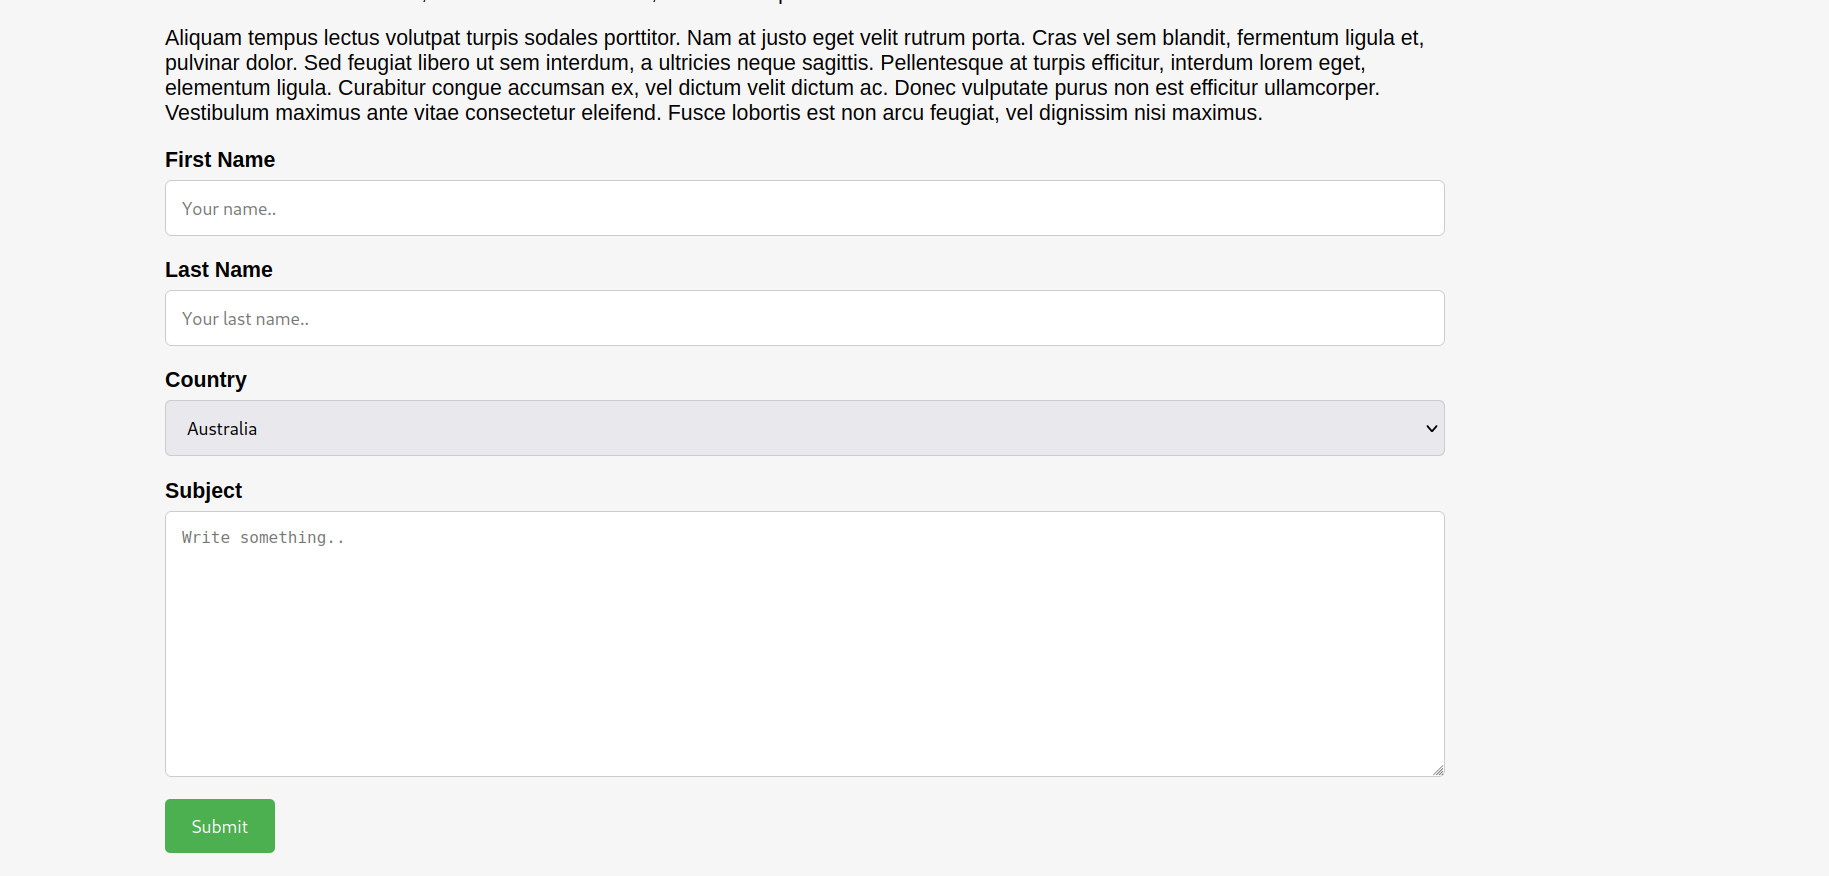 Aliquam tempus lectus volutpat turpis sodales porttitor. Nam at justo eget velit rutrum porta. Cras vel sem blandit, fermentum ligula et,
pulvinar dolor. Sed feugiat libero ut sem interdum, a ultricies neque sagittis. Pellentesque at turpis efficitur, interdum lorem eget,
elementum ligula. Curabitur congue accumsan ex, vel dictum velit dictum ac. Donec vulputate purus non est efficitur ullamcorper.
Vestibulum maximus ante vitae consectetur eleifend. Fusce lobortis est non arcu feugiat, vel dignissim nisi maximus.
First Name
Your name..
Last Name
Your last name..
Country
Australia
Subject
Write something..
Submit